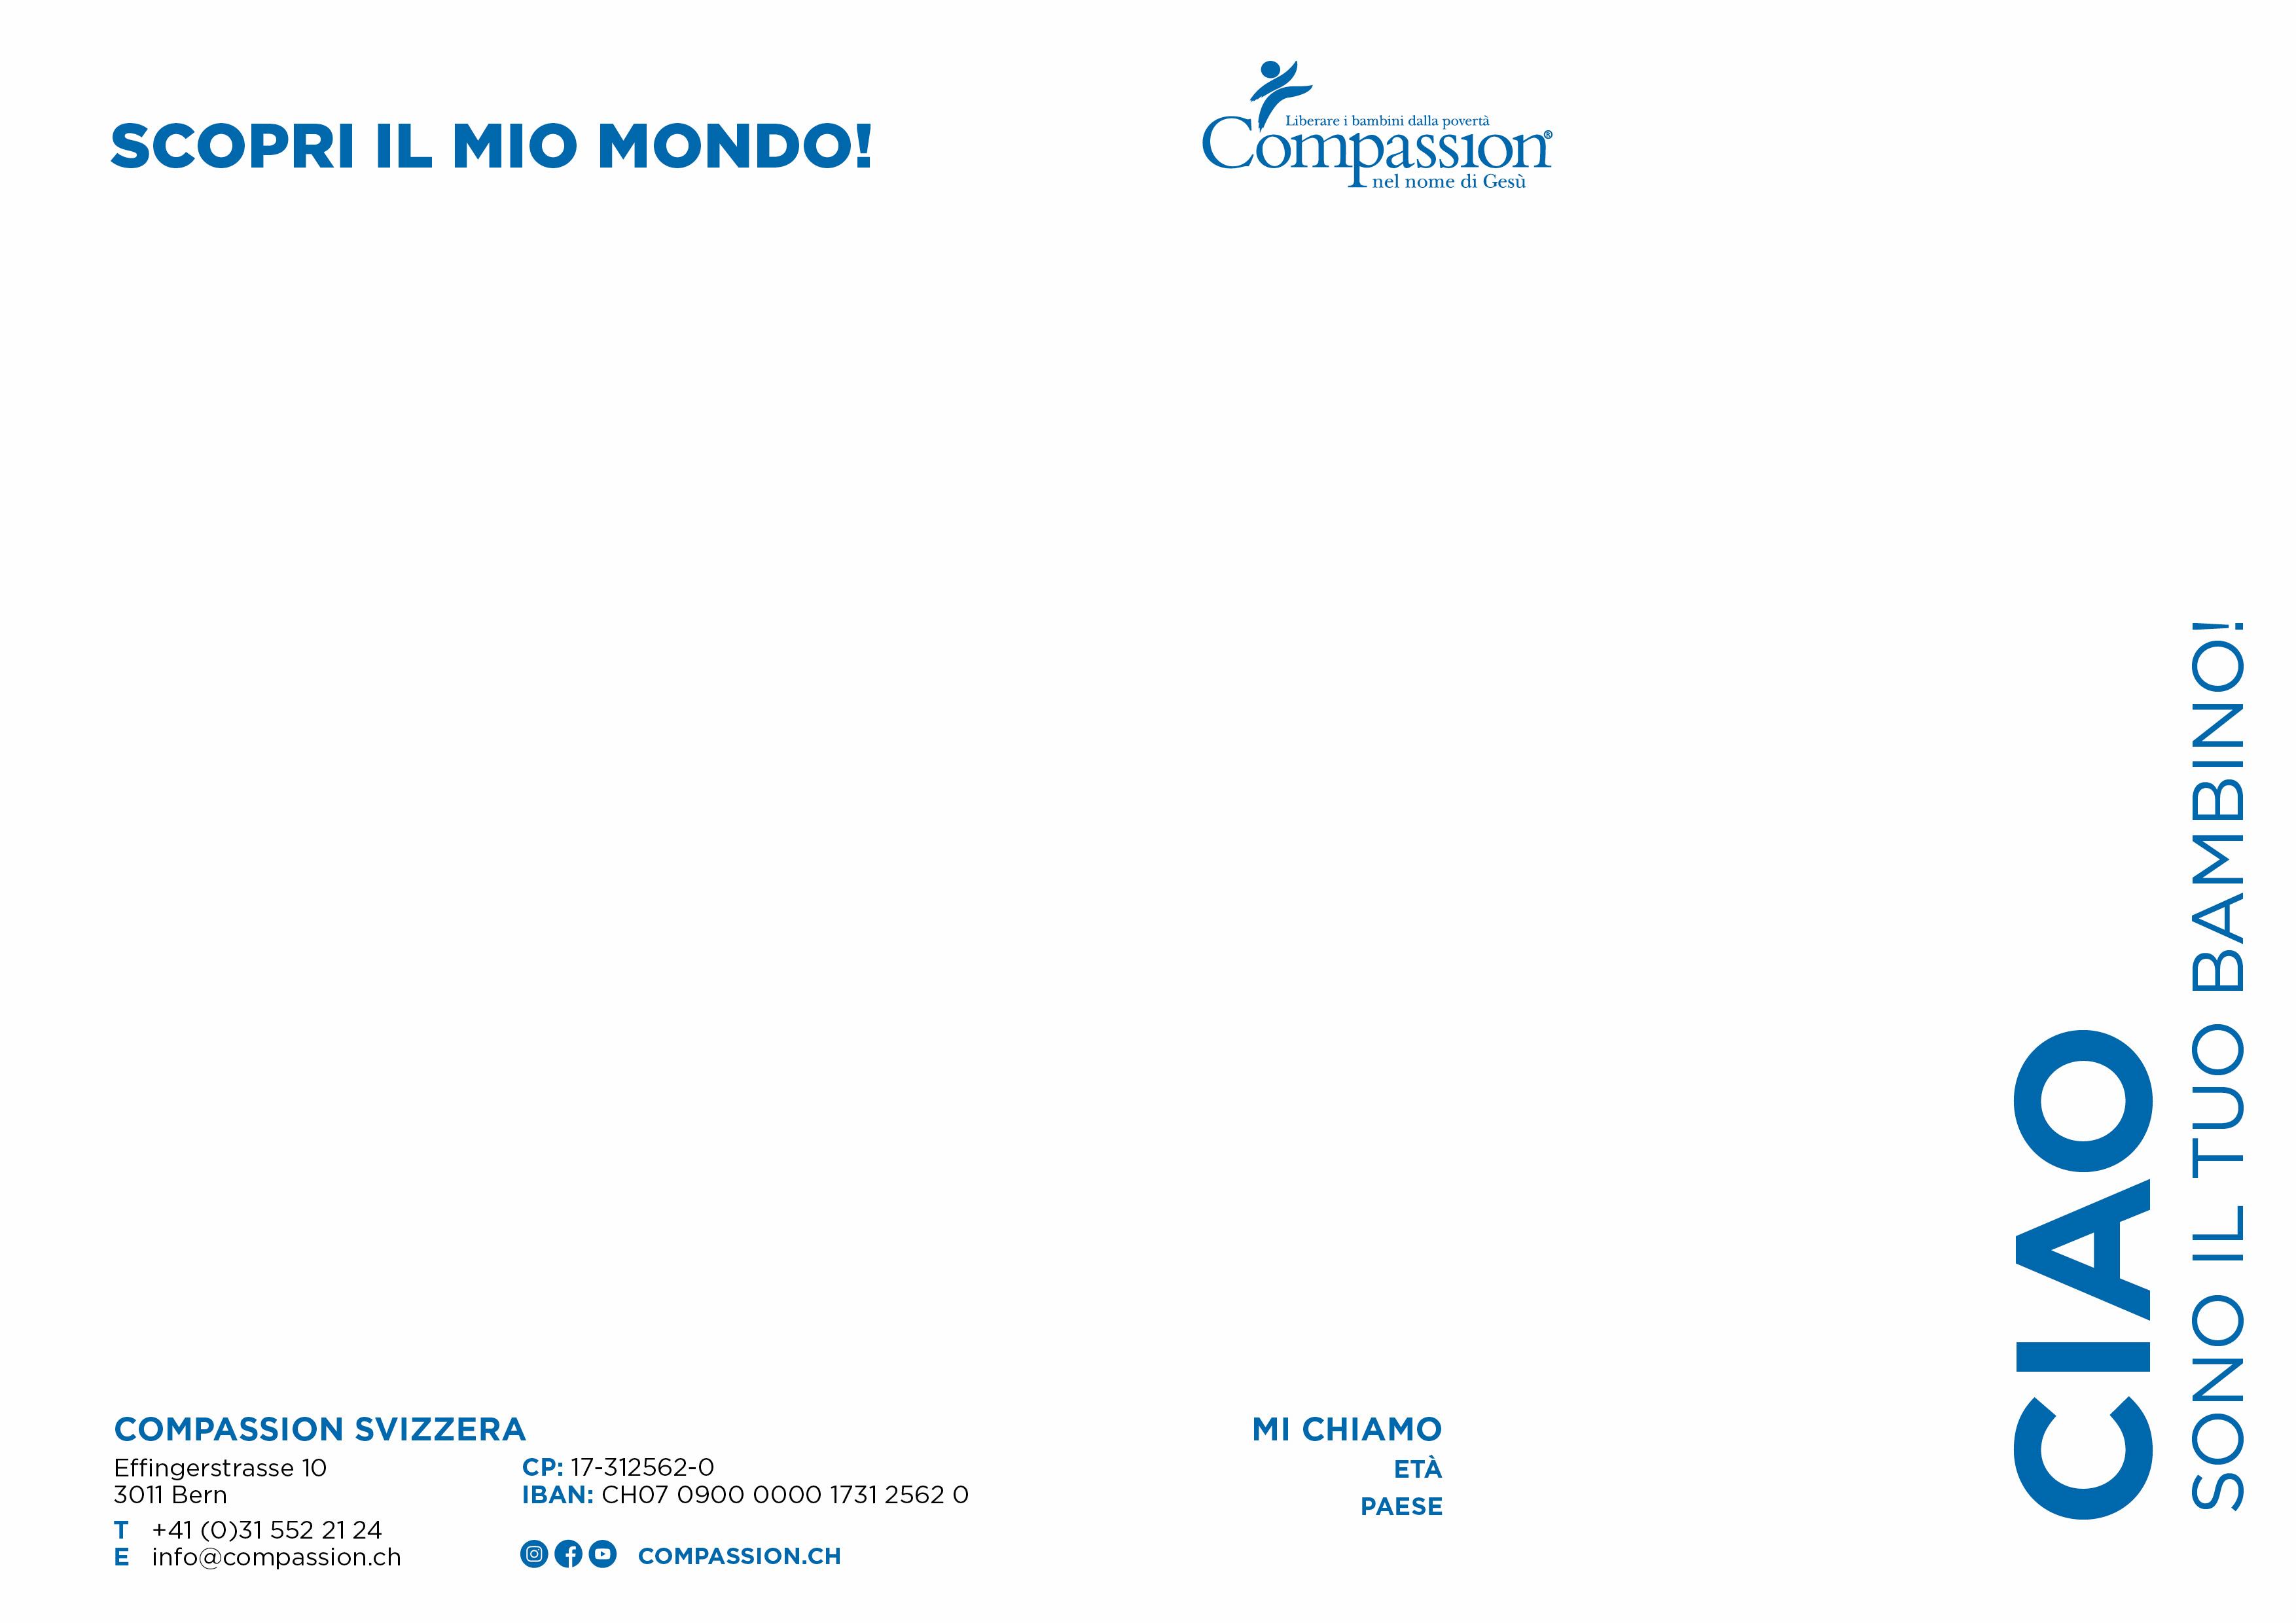 SCOPRI IL MIO MONDO!
Liberare i bambini dalla povertà
Compassion®
nel nome di Gesù
CIAO
SONO IL TUO BAMBINO!
COMPASSION SVIZZERA
Effingerstrasse 10
3011 Bern
T +41 (0)31 552 21 24
E info@compassion.ch
CP: 17-312562-0
IBAN: CH07 0900 0000 1731 2562 0
COMPASSION.CH
MI CHIAMO
ETÀ
PAESE